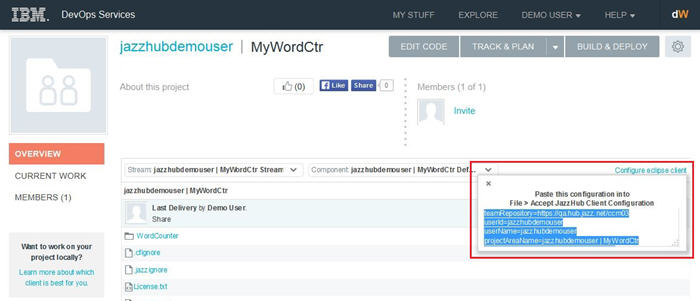 IBM. DevOps Services MY STUFF EXPLORE DEMO USER HELP dW
jazzhubdemouser | MyWordCtr
EDIT CODE TRACK & PLAN BUILD & DEPLOY
About this project
(0) Like Share 0
Members (1 of 1)
Invite
OVERVIEW
CURRENT WORK
MEMBERS (1)
Want to work on your
project locally?
Learn more about which
client is best for you.
Stream: jazzhubdemouser | MyWordCtr Stream
Component: jazzhubdemouser | MyWordCtr Def...
Configure eclipse client
jazzhubdemouser | MyWordCtr
Last Delivery by Demo User.
Share
WordCounter
.cfignore
.jazzignore
License.txt
Paste this configuration into
File > Accept JazzHub Client Configuration
teamRepository=https://qa.hub.jazz.net/ccm03
userId=jazzhubdemouser
userName=jazzhubdemouser
projectAreaName=jazzhubdemouser | MyWordCtr